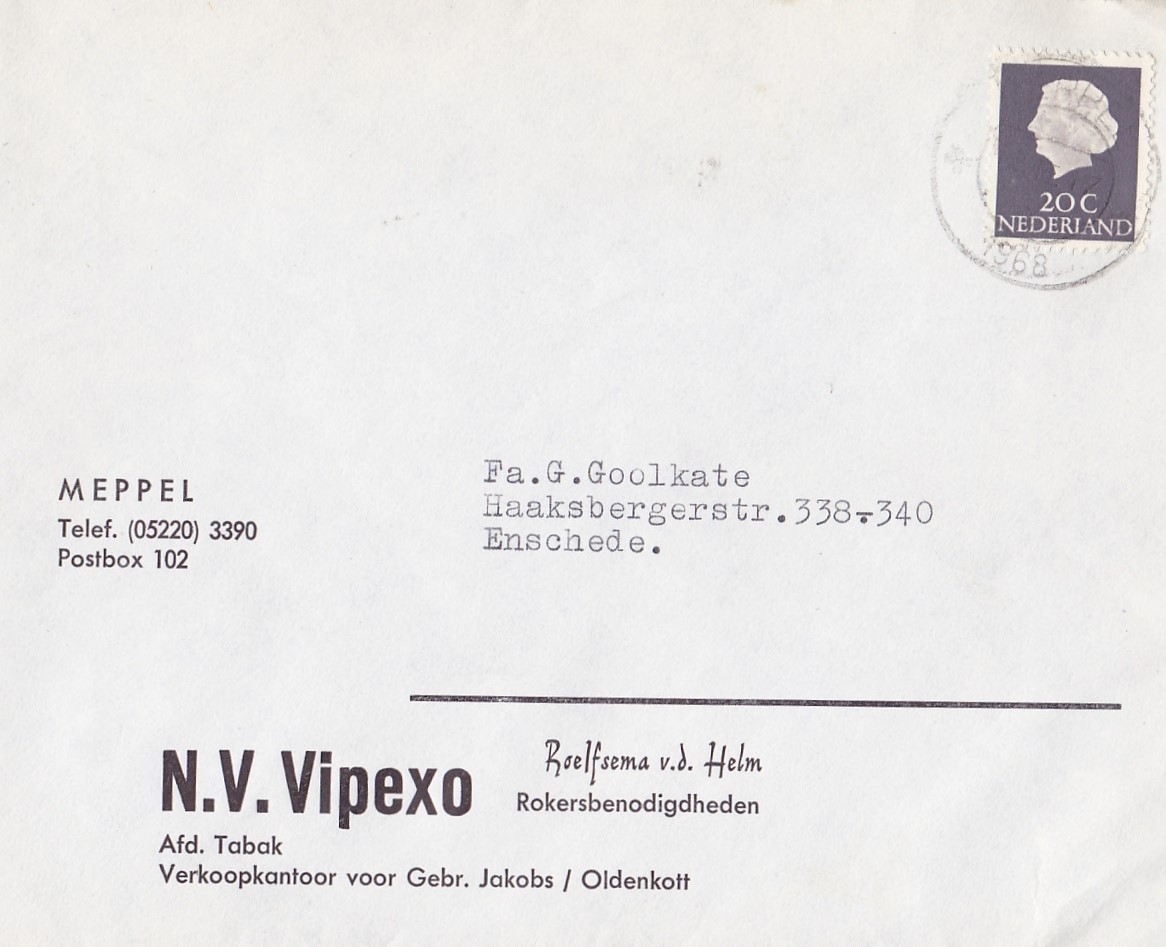 20 C
NEDERLAND
1968
MEPPEL
Telef. (05220) 3390
Postbox 102
Fa.G.Goolkate
Haaksbergerstr.338-340
Enschede.
N.V. Vipexo
Roelfsema v.d. Helm
Rokersbenodigdheden
Afd. Tabak
Verkoopkantoor voor Gebr. Jakobs / Oldenkott